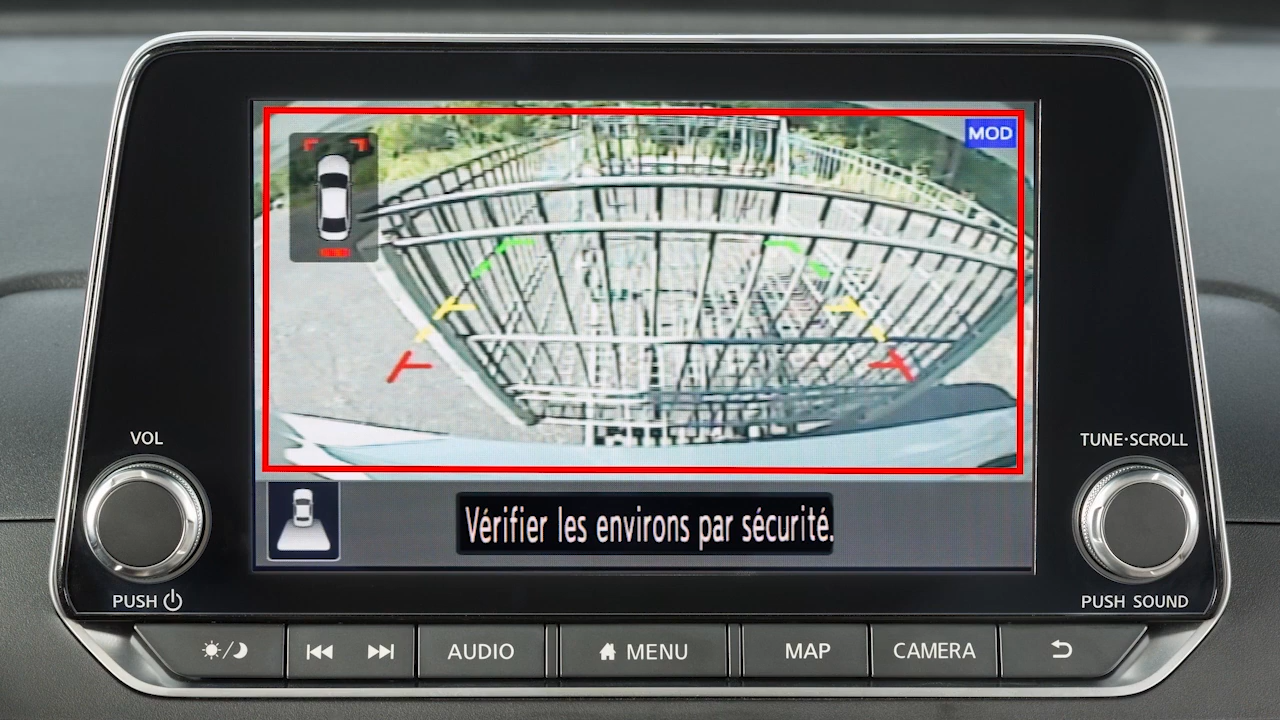 MOD
VOL
TUNE·SCROLL
Vérifier les environs par sécurité.
PUSH
PUSH SOUND
AUDIO
MENU
MAP
CAMERA